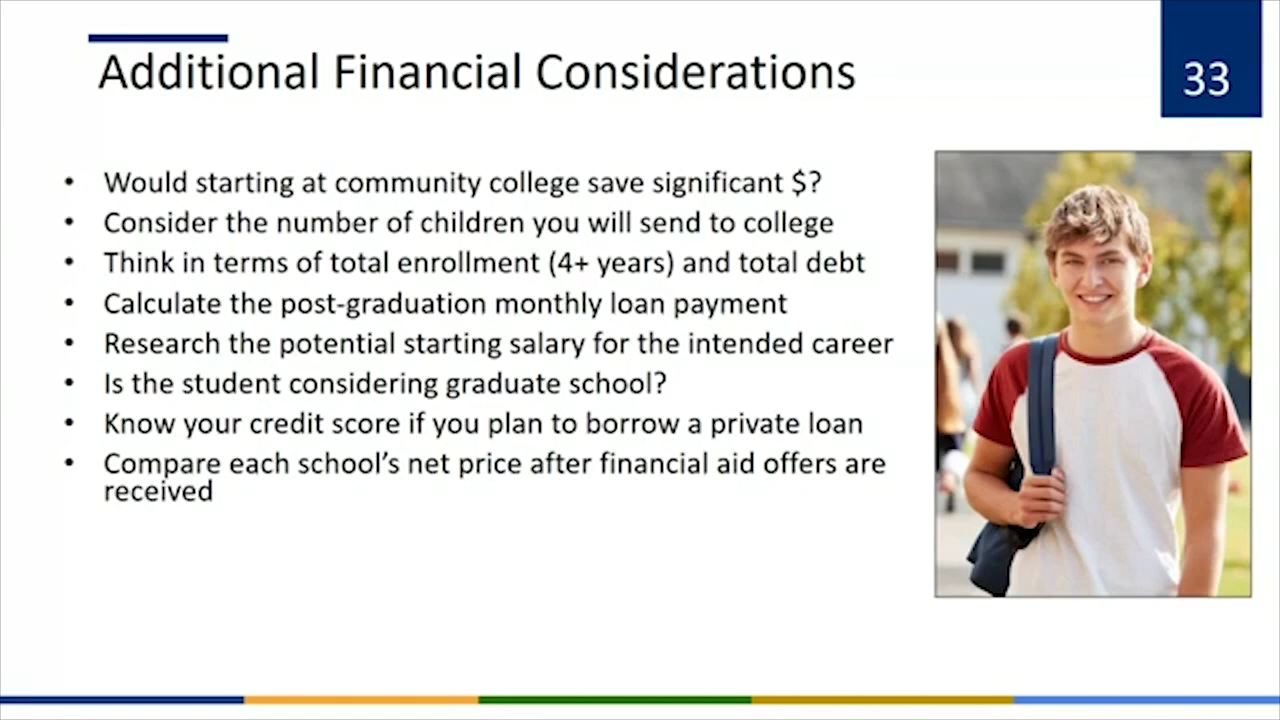 Additional Financial Considerations
33
• Would starting at community college save significant $?
• Consider the number of children you will send to college
• Think in terms of total enrollment (4+ years) and total debt
• Calculate the post-graduation monthly loan payment
• Research the potential starting salary for the intended career
• Is the student considering graduate school?
• Know your credit score if you plan to borrow a private loan
• Compare each school’s net price after financial aid offers are
received